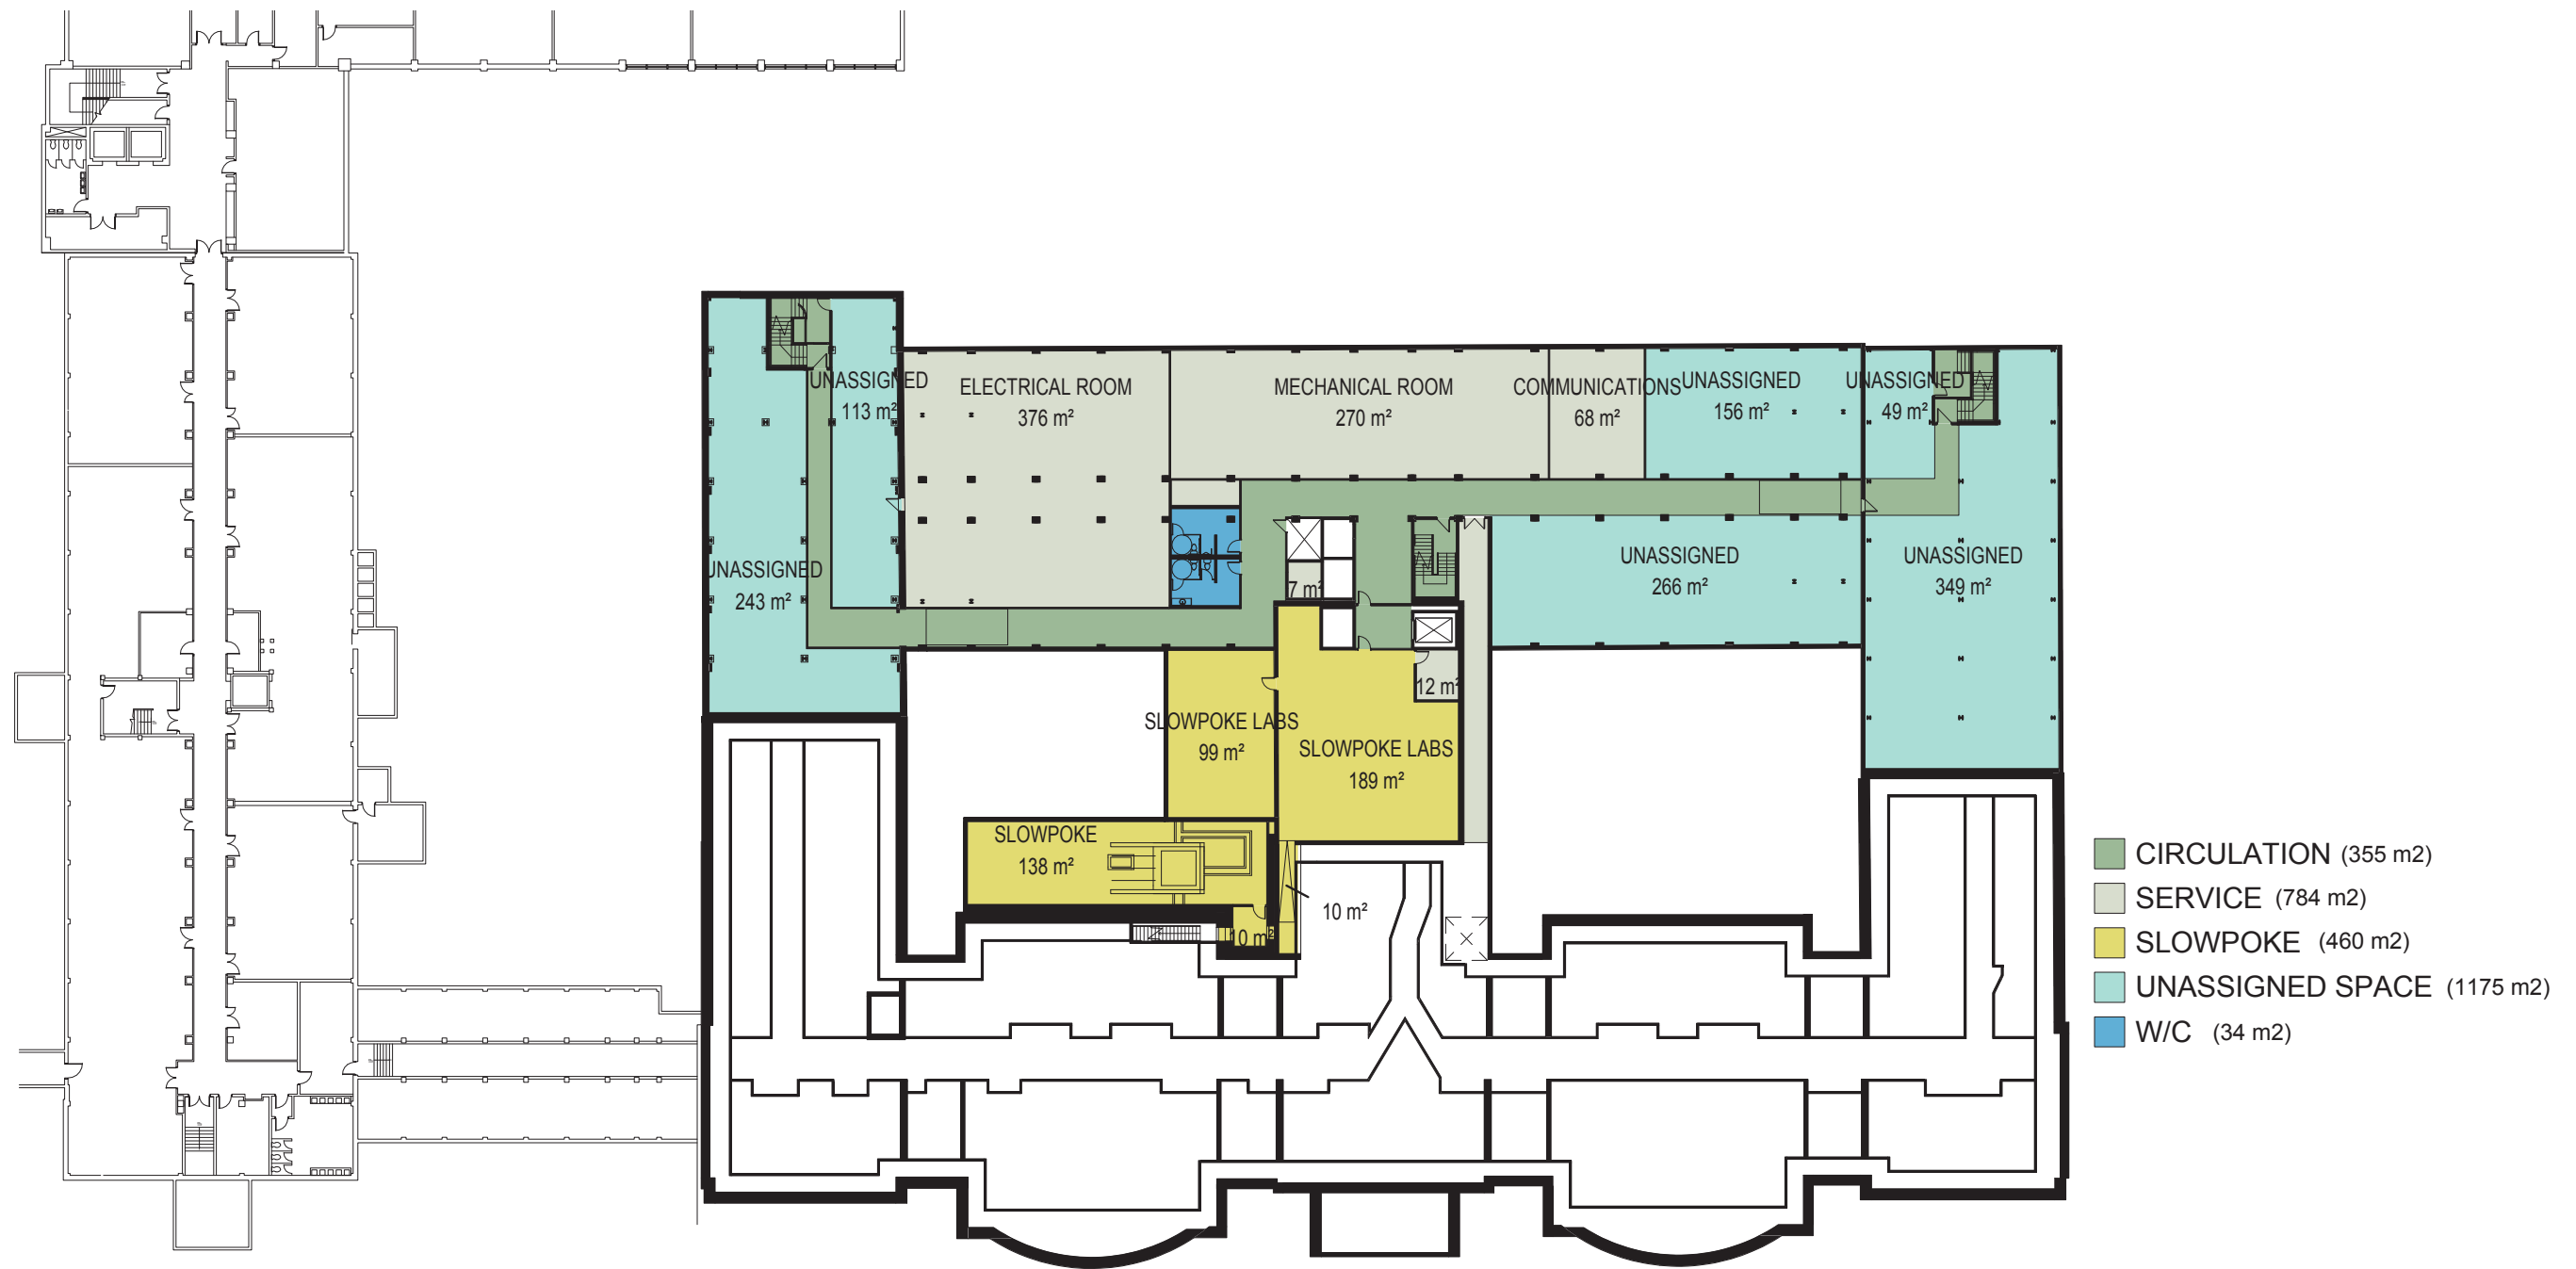 UNASSIGNED
113 m²
ELECTRICAL ROOM
376 m²
MECHANICAL ROOM
270 m²
COMMUNICATIONS
68 m²
UNASSIGNED
156 m²
UNASSIGNED
49 m²
UNASSIGNED
243 m²
7 m²
UNASSIGNED
266 m²
UNASSIGNED
349 m²
12 m²
SLOWPOKE LABS
99 m²
SLOWPOKE LABS
189 m²
SLOWPOKE
138 m²
10 m²
10 m²
CIRCULATION (355 m2)
SERVICE (784 m2)
SLOWPOKE (460 m2)
UNASSIGNED SPACE (1175 m2)
W/C (34 m2)